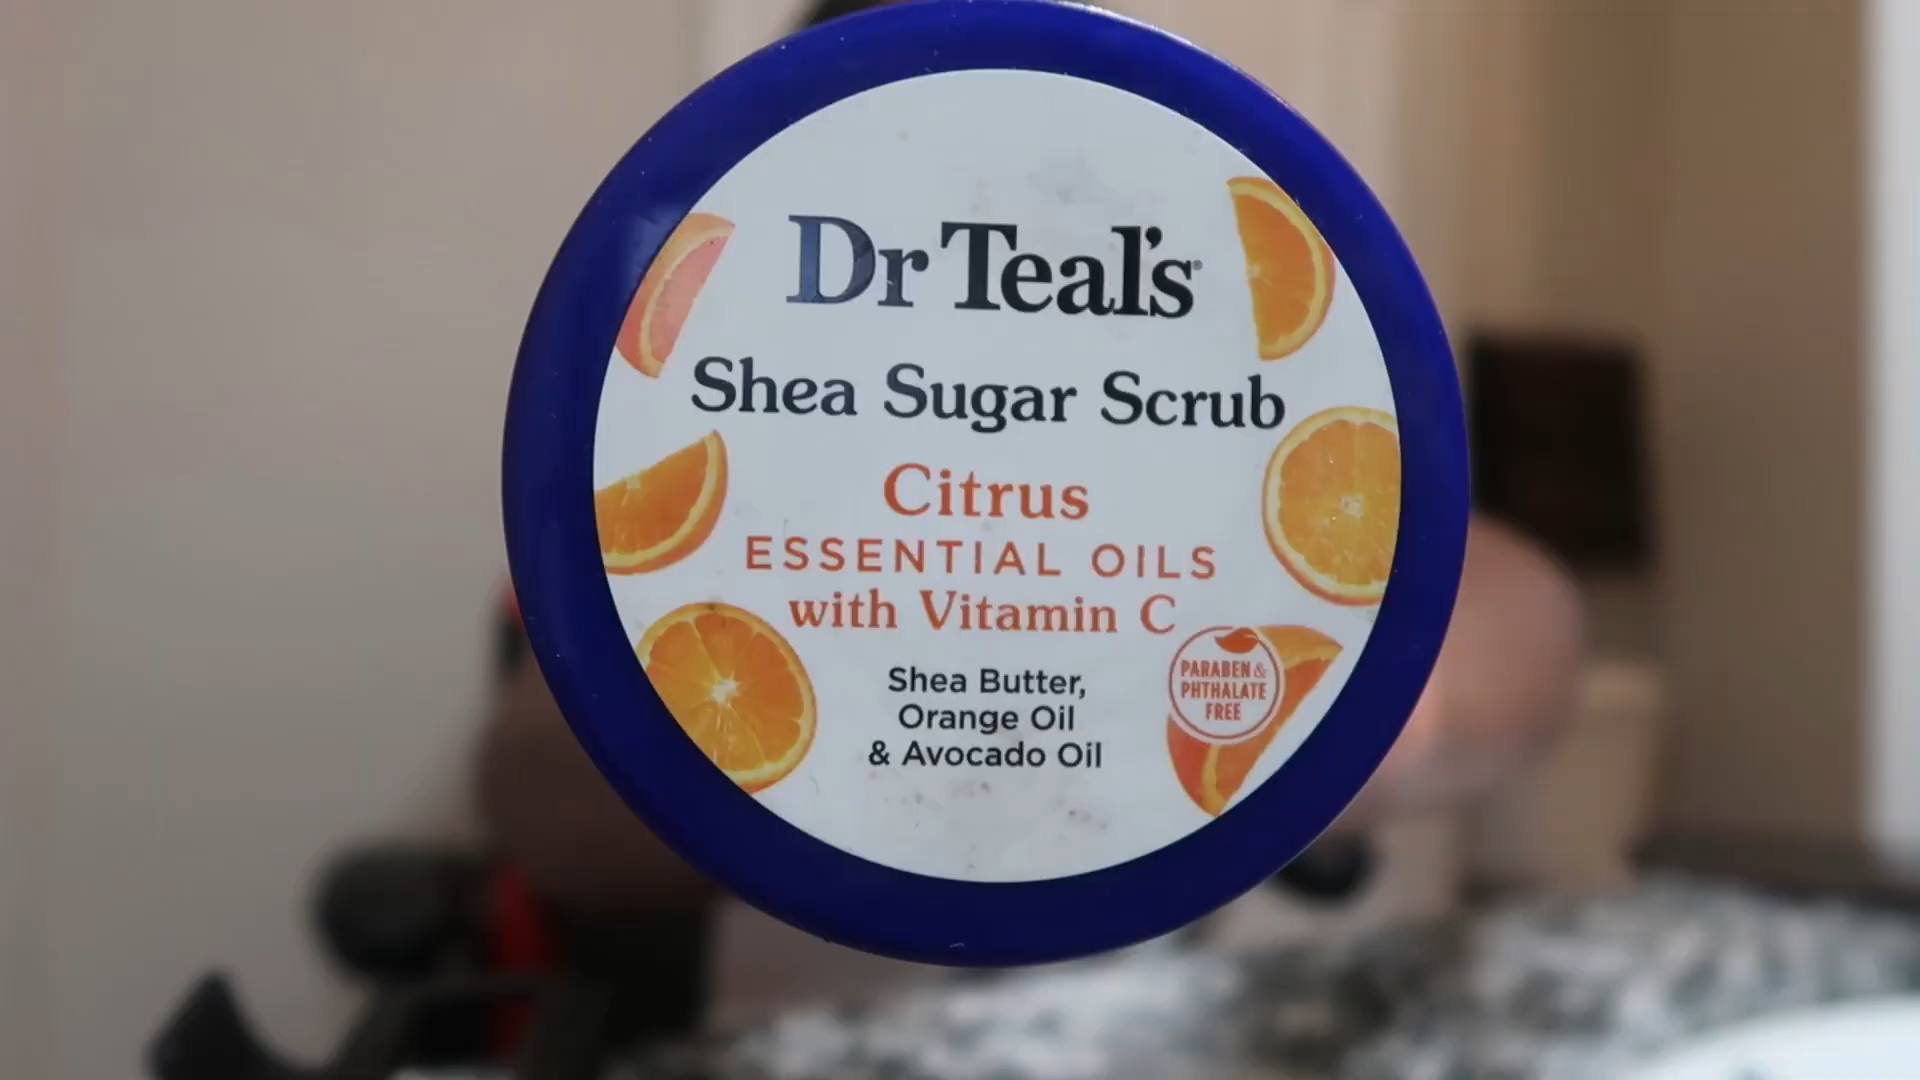 Dr Teal's®
Shea Sugar Scrub
Citrus
ESSENTIAL OILS
with Vitamin C
Shea Butter,
Orange Oil
& Avocado Oil
PARABEN &
PHTHALATE
FREE